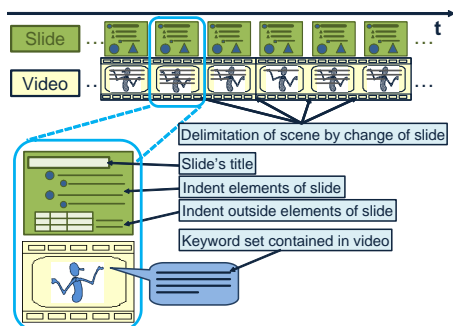 t
Slide ... ...
Video ... ...
Delimitation of scene by change of slide
Slide's title
Indent elements of slide
Indent outside elements of slide
Keyword set contained in video